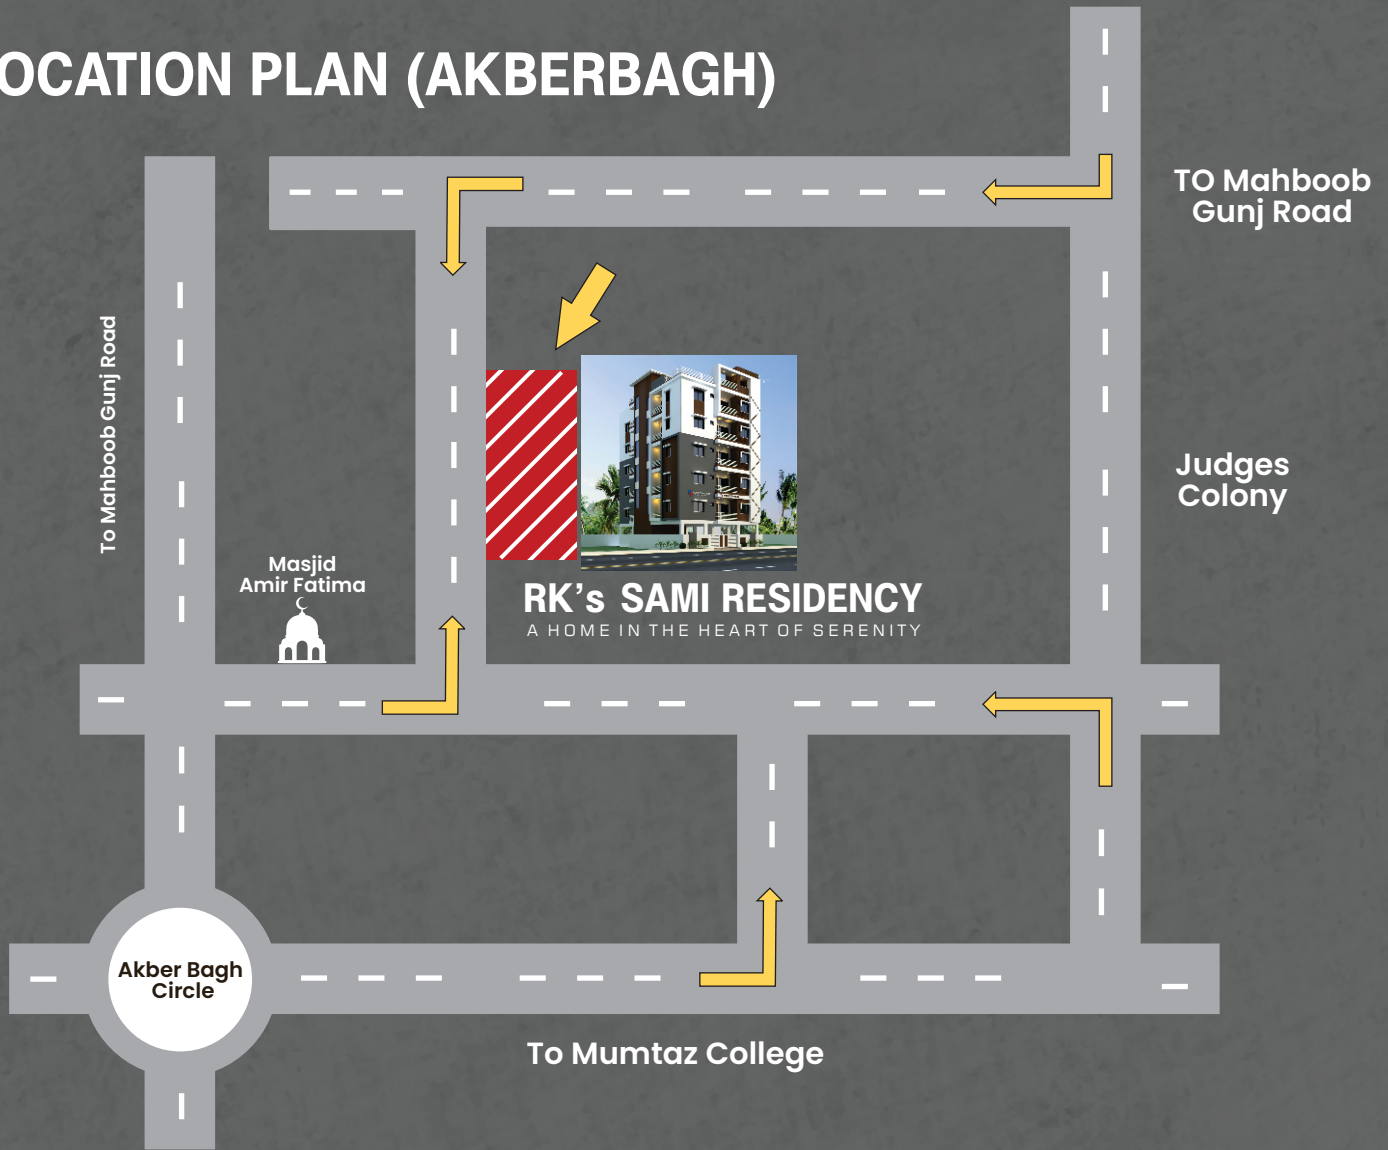 OCATION PLAN (AKBERBAGH)
TO Mahboob
Gunj Road
To Mahboob Gunj Road
Judges
Colony
Masjid
Amir Fatima
RK’s SAMI RESIDENCY
A HOME IN THE HEART OF SERENITY
Akber Bagh
Circle
To Mumtaz College